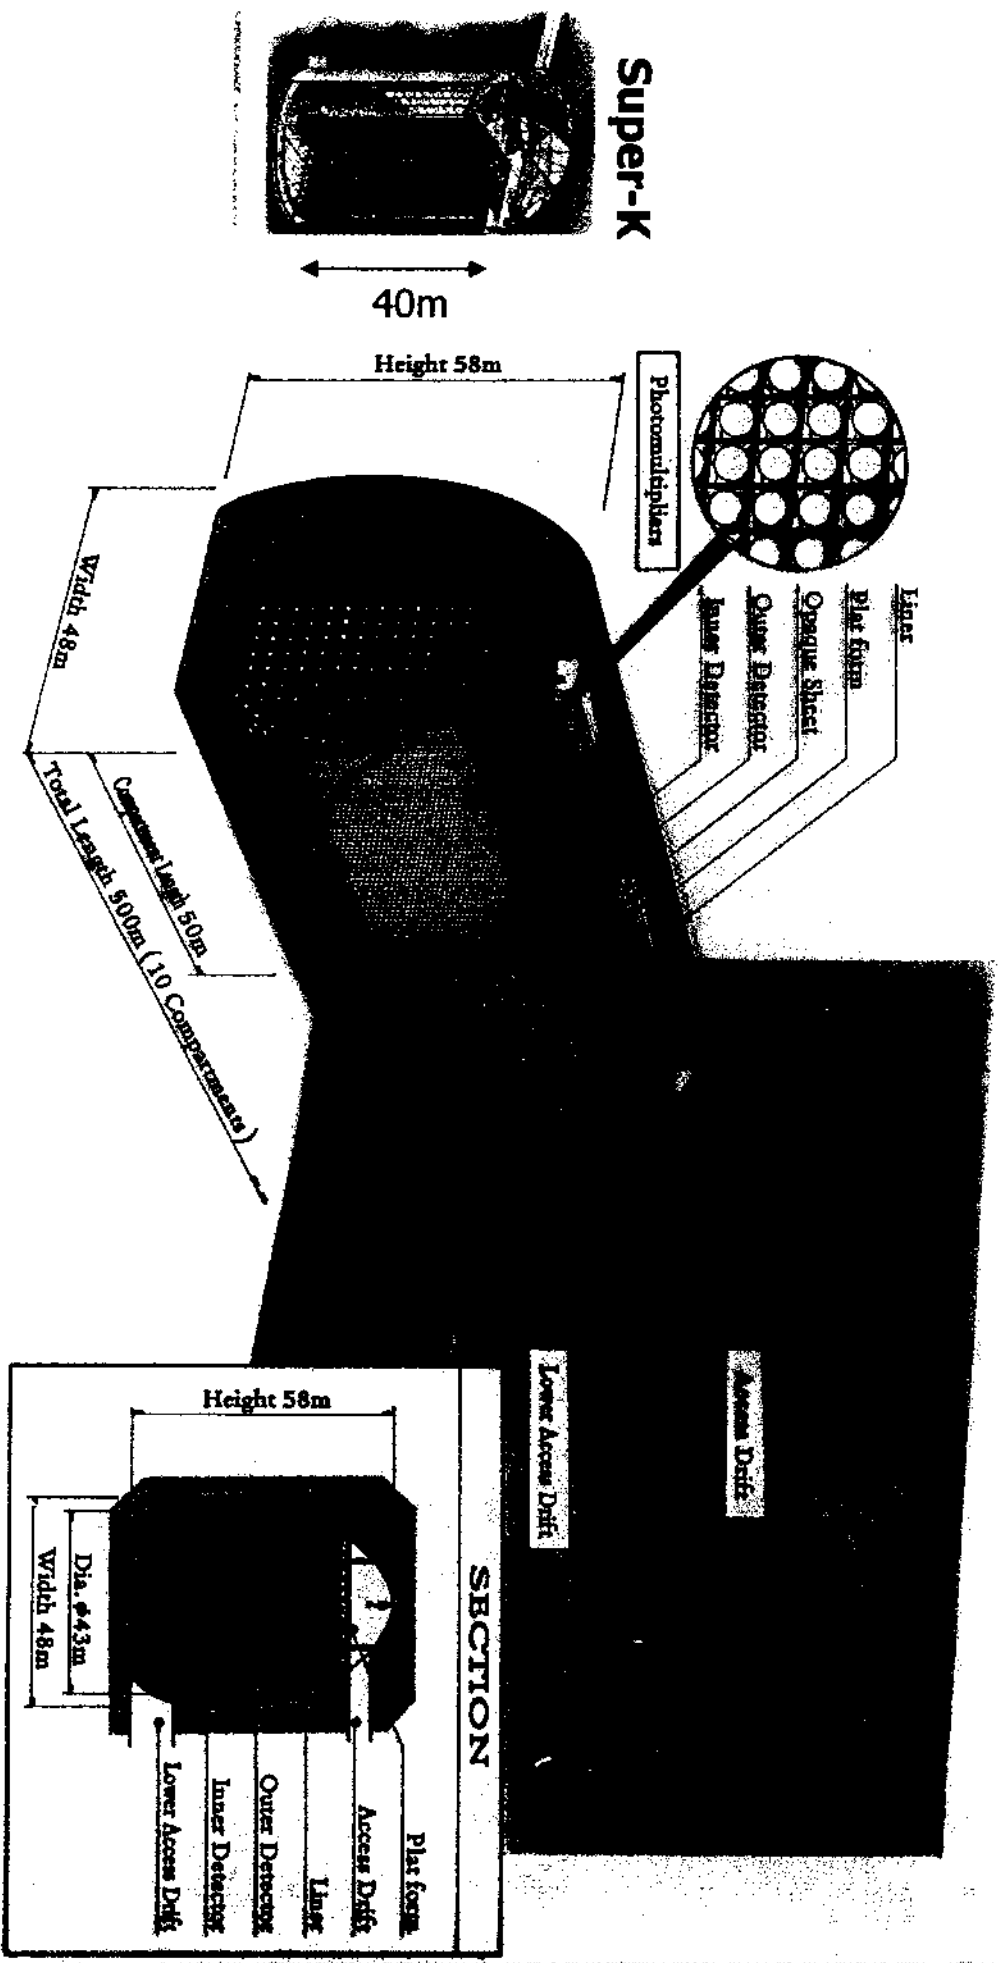 Super-K
40m
Height 58m
Photomultipliers
Liner
Plat form
Opaque Sheet
Outer Detector
Inner Detector
Width 48m
Compartment Length 50m
Total Length 500m ( 10 Compartments )
Access Drift
Lower Access Drift
SECTION
Height 58m
Dia. φ43m
Width 48m
Plat form
Access Drift
Liner
Outer Detector
Inner Detector
Lower Access Drift